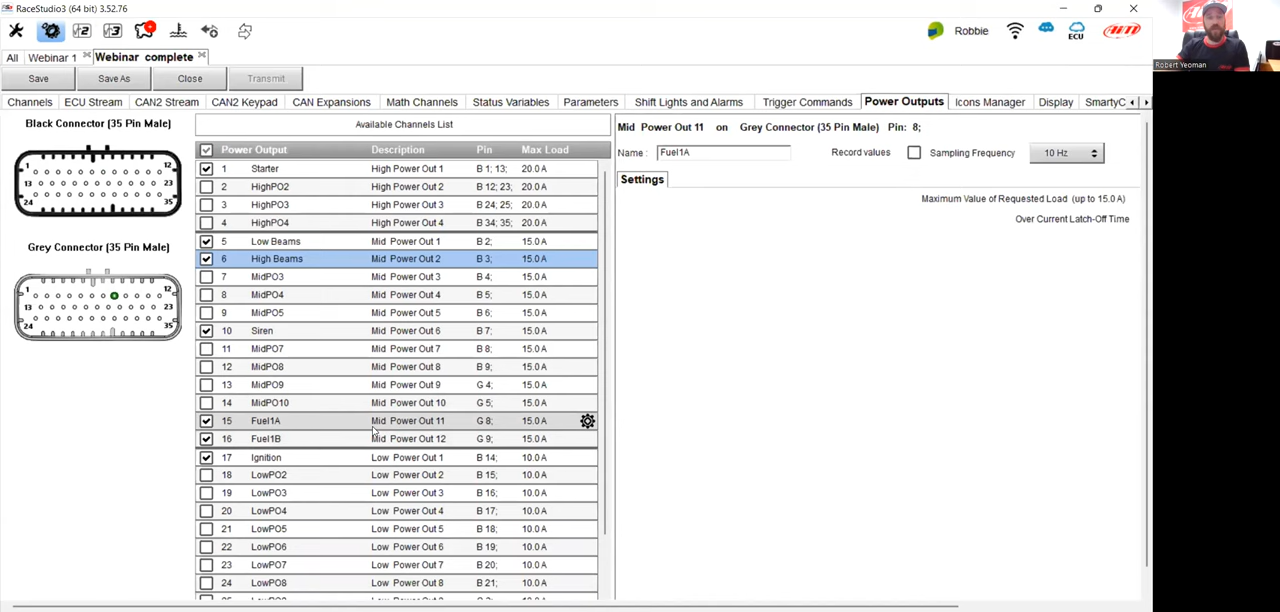 RaceStudio3 (64 bit) 3.52.76
Robbie
ECU
Robert Yeoman
All Webinar 1 Webinar complete
Save Save As Close Transmit
Channels ECU Stream CAN2 Stream CAN2 Keypad CAN Expansions Math Channels Status Variables Parameters Shift Lights and Alarms Trigger Commands Power Outputs Icons Manager Display SmartyC
Black Connector (35 Pin Male)
1 12
13 23
24 35
Grey Connector (35 Pin Male)
1 12
13 23
24 35
Available Channels List
Power Output Description Pin Max Load
1 Starter High Power Out 1 B 1; 13; 20.0 A
2 HighPO2 High Power Out 2 B 12; 23; 20.0 A
3 HighPO3 High Power Out 3 B 24; 25; 20.0 A
4 HighPO4 High Power Out 4 B 34; 35; 20.0 A
5 Low Beams Mid Power Out 1 B 2; 15.0 A
6 High Beams Mid Power Out 2 B 3; 15.0 A
7 MidPO3 Mid Power Out 3 B 4; 15.0 A
8 MidPO4 Mid Power Out 4 B 5; 15.0 A
9 MidPO5 Mid Power Out 5 B 6; 15.0 A
10 Siren Mid Power Out 6 B 7; 15.0 A
11 MidPO7 Mid Power Out 7 B 8; 15.0 A
12 MidPO8 Mid Power Out 8 B 9; 15.0 A
13 MidPO9 Mid Power Out 9 G 4; 15.0 A
14 MidPO10 Mid Power Out 10 G 5; 15.0 A
15 Fuel1A Mid Power Out 11 G 8; 15.0 A
16 Fuel1B Mid Power Out 12 G 9; 15.0 A
17 Ignition Low Power Out 1 B 14; 10.0 A
18 LowPO2 Low Power Out 2 B 15; 10.0 A
19 LowPO3 Low Power Out 3 B 16; 10.0 A
20 LowPO4 Low Power Out 4 B 17; 10.0 A
21 LowPO5 Low Power Out 5 B 18; 10.0 A
22 LowPO6 Low Power Out 6 B 19; 10.0 A
23 LowPO7 Low Power Out 7 B 20; 10.0 A
24 LowPO8 Low Power Out 8 B 21; 10.0 A
Mid Power Out 11 on Grey Connector (35 Pin Male) Pin: 8;
Name : Fuel1A Record values Sampling Frequency 10 Hz
Settings
Maximum Value of Requested Load (up to 15.0 A)
Over Current Latch-Off Time